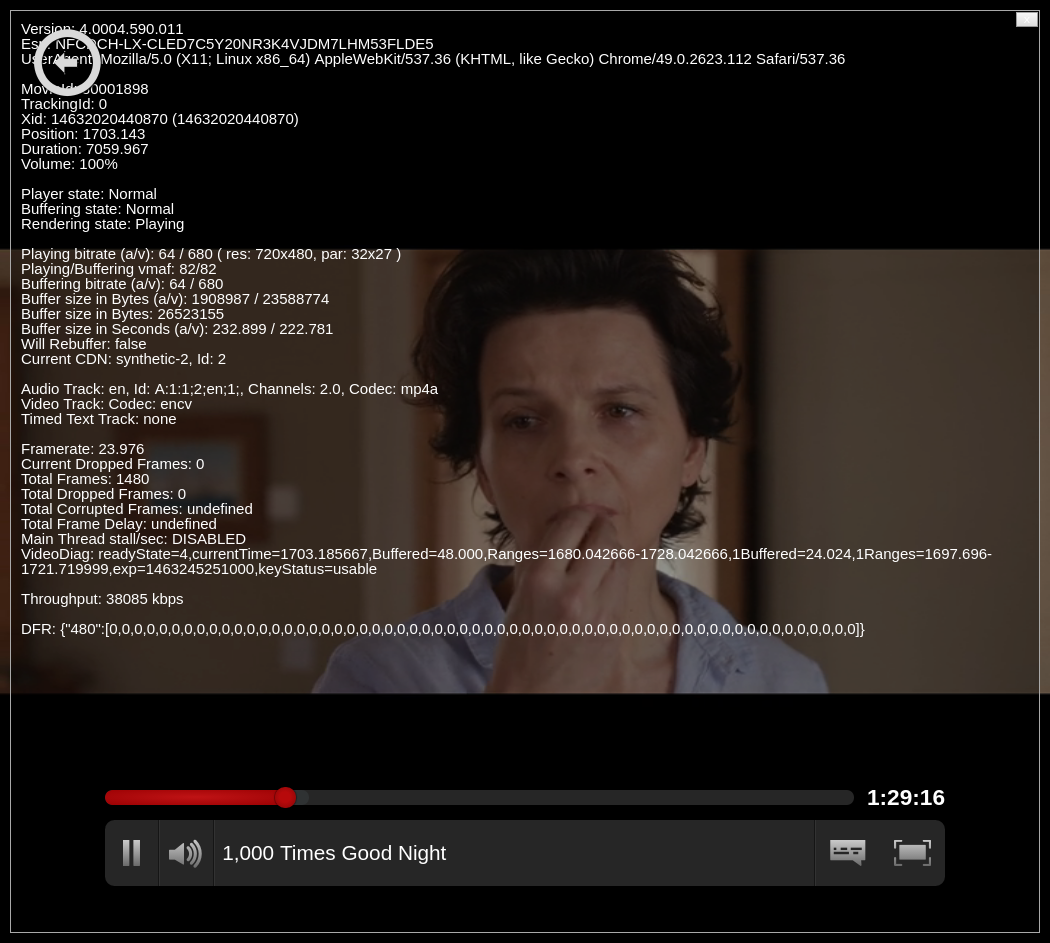 Version: 4.0004.590.011
Esn: NFCDCH-LX-CLED7C5Y20NR3K4VJDM7LHM53FLDE5
UserAgent: Mozilla/5.0 (X11; Linux x86_64) AppleWebKit/537.36 (KHTML, like Gecko) Chrome/49.0.2623.112 Safari/537.36
MovieId: 80001898
TrackingId: 0
Xid: 14632020440870 (14632020440870)
Position: 1703.143
Duration: 7059.967
Volume: 100%
Player state: Normal
Buffering state: Normal
Rendering state: Playing
Playing bitrate (a/v): 64 / 680 ( res: 720x480, par: 32x27 )
Playing/Buffering vmaf: 82/82
Buffering bitrate (a/v): 64 / 680
Buffer size in Bytes (a/v): 1908987 / 23588774
Buffer size in Bytes: 26523155
Buffer size in Seconds (a/v): 232.899 / 222.781
Will Rebuffer: false
Current CDN: synthetic-2, Id: 2
Audio Track: en, Id: A:1:1;2;en;1;, Channels: 2.0, Codec: mp4a
Video Track: Codec: encv
Timed Text Track: none
Framerate: 23.976
Current Dropped Frames: 0
Total Frames: 1480
Total Dropped Frames: 0
Total Corrupted Frames: undefined
Total Frame Delay: undefined
Main Thread stall/sec: DISABLED
VideoDiag: readyState=4,currentTime=1703.185667,Buffered=48.000,Ranges=1680.042666-1728.042666,1Buffered=24.024,1Ranges=1697.696-
1721.719999,exp=1463245251000,keyStatus=usable
Throughput: 38085 kbps
DFR: {"480":[0,0,0,0,0,0,0,0,0,0,0,0,0,0,0,0,0,0,0,0,0,0,0,0,0,0,0,0,0,0,0,0,0,0,0,0,0,0,0,0,0,0,0,0,0,0,0,0,0,0,0,0,0,0,0,0,0,0,0,0]}
1:29:16
1,000 Times Good Night